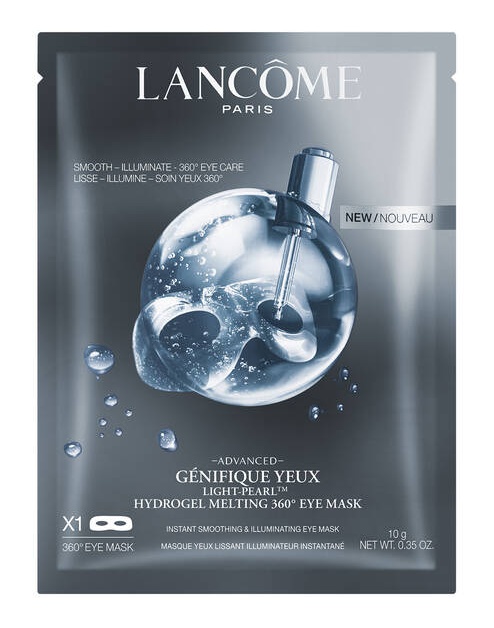 LANCÔME
PARIS
SMOOTH – ILLUMINATE - 360° EYE CARE
LISSE – ILLUMINE – SOIN YEUX 360°
NEW/NOUVEAU
–ADVANCED–
GÉNIFIQUE YEUX
LIGHT-PEARL™
HYDROGEL MELTING 360° EYE MASK
X1
360° EYE MASK
INSTANT SMOOTHING & ILLUMINATING EYE MASK
MASQUE YEUX LISSANT ILLUMINATEUR INSTANTANÉ
10 g
NET WT. 0.35 OZ.